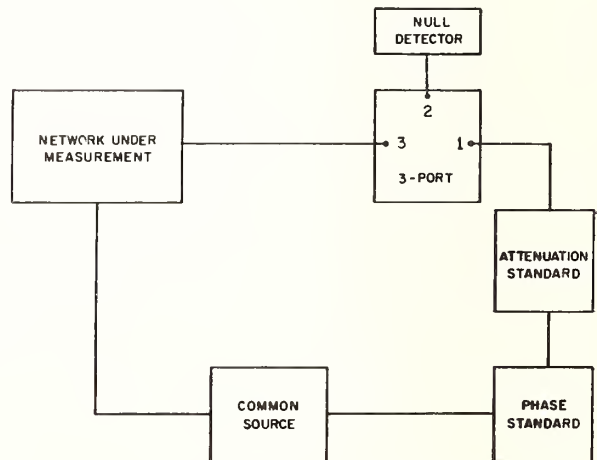 NULL
DETECTOR
2
NETWORK UNDER
MEASUREMENT
3
1
3-PORT
ATTENUATION
STANDARD
COMMON
SOURCE
PHASE
STANDARD